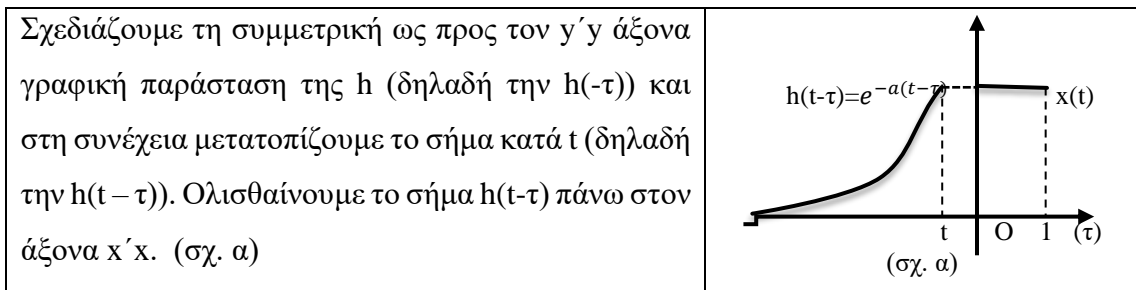 Σχεδιάζουμε τη συμμετρική ως προς τον y΄y άξονα
γραφική παράσταση της h (δηλαδή την h(-τ)) και
στη συνέχεια μετατοπίζουμε το σήμα κατά t (δηλαδή
την h(t – τ)). Ολισθαίνουμε το σήμα h(t-τ) πάνω στον
άξονα x΄x. (σχ. α)
h(t-τ)=e^{-a(t-τ)}
x(t)
t O 1 (τ)
(σχ. α)